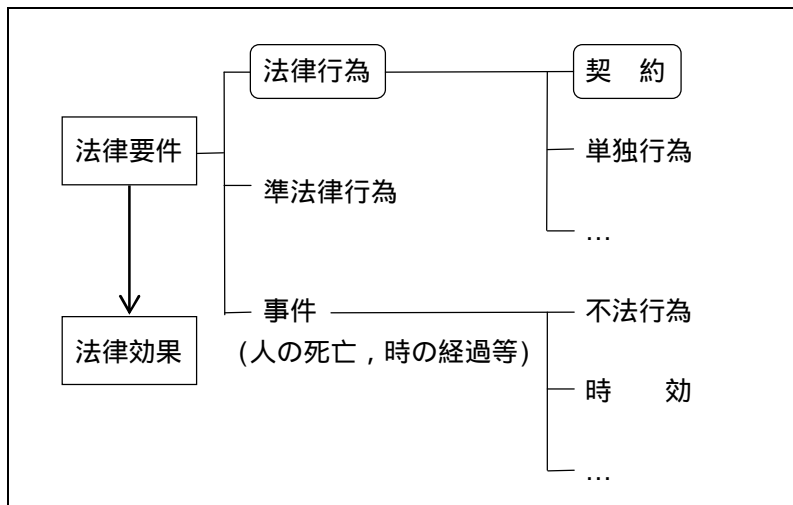 法律行為
契　約
法律要件
単独行為
準法律行為
…
事件
不法行為
法律効果
(人の死亡，時の経過等)
時　　効
…